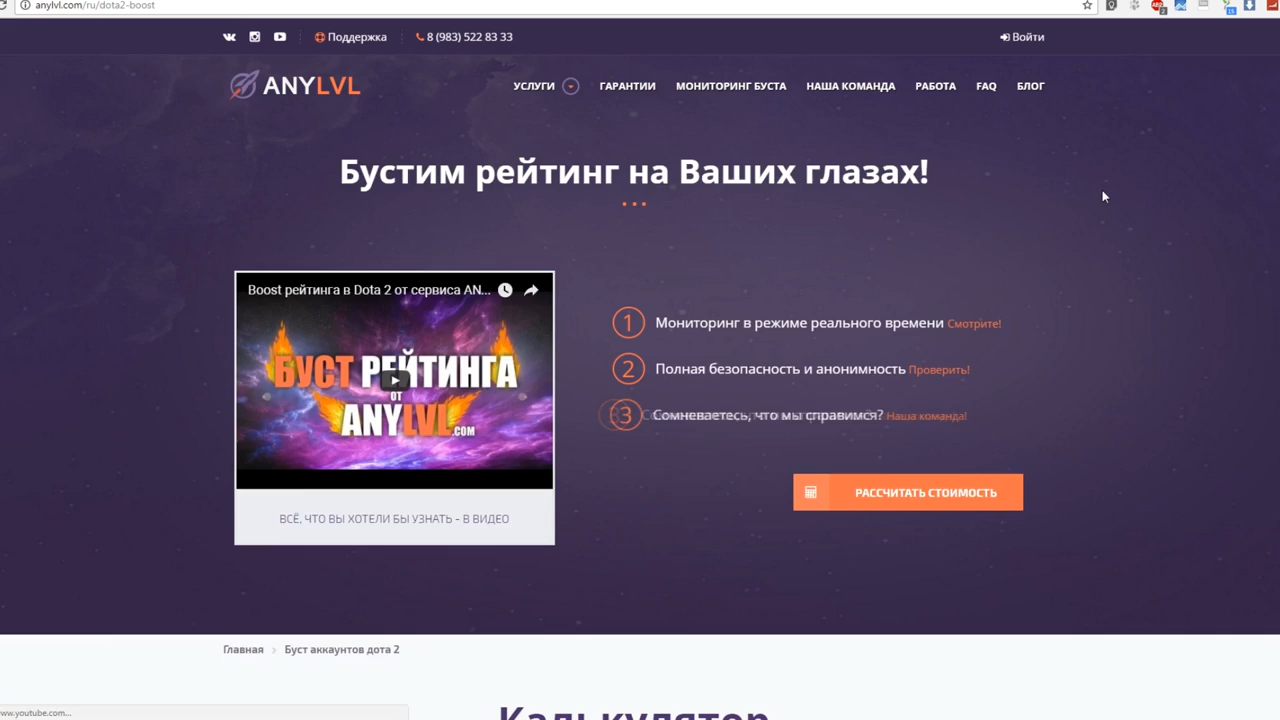 anylvl.com/ru/dota2-boost
Поддержка
8 (983) 522 83 33
Войти
ANYLVL
УСЛУГИ
ГАРАНТИИ
МОНИТОРИНГ БУСТА
НАША КОМАНДА
РАБОТА
FAQ
БЛОГ
Бустим рейтинг на Ваших глазах!
Boost рейтинга в Dota 2 от сервиса AN...
БУСТ РЕЙТИНГА
ОТ
ANYLVL.COM
ВСЁ, ЧТО ВЫ ХОТЕЛИ БЫ УЗНАТЬ - В ВИДЕО
1 Мониторинг в режиме реального времени Смотрите!
2 Полная безопасность и анонимность Проверить!
3 Сомневаетесь, что мы справимся? Наша команда!
РАССЧИТАТЬ СТОИМОСТЬ
Главная > Буст аккаунтов дота 2
Калькулятор
www.youtube.com...